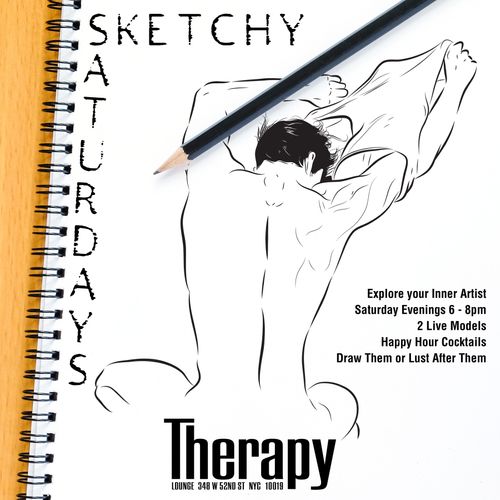 SKETCHY
SATURDAYS
Explore your Inner Artist
Saturday Evenings 6 - 8pm
2 Live Models
Happy Hour Cocktails
Draw Them or Lust After Them
Therapy
LOUNGE 348 W 52ND ST NYC 10019